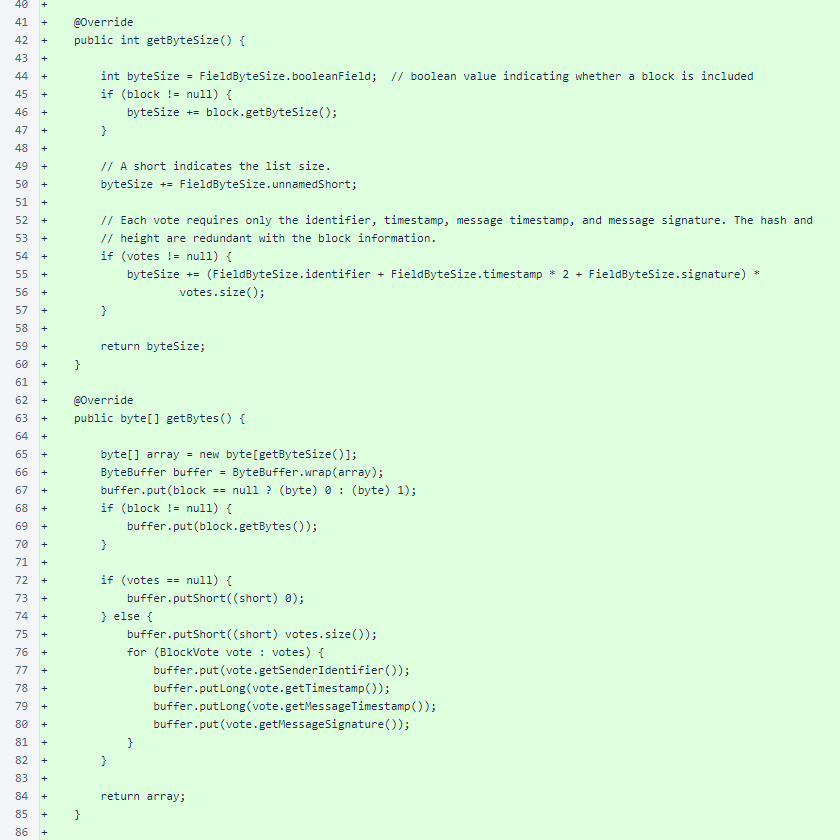 40 +
41 + @Override
42 + public int getByteSize() {
43 +
44 + int byteSize = FieldByteSize.booleanField;  // boolean value indicating whether a block is included
45 + if (block != null) {
46 + byteSize += block.getByteSize();
47 + }
48 +
49 + // A short indicates the list size.
50 + byteSize += FieldByteSize.unnamedShort;
51 +
52 + // Each vote requires only the identifier, timestamp, message timestamp, and message signature. The hash and
53 + // height are redundant with the block information.
54 + if (votes != null) {
55 + byteSize += (FieldByteSize.identifier + FieldByteSize.timestamp * 2 + FieldByteSize.signature) *
56 + votes.size();
57 + }
58 +
59 + return byteSize;
60 + }
61 +
62 + @Override
63 + public byte[] getBytes() {
64 +
65 + byte[] array = new byte[getByteSize()];
66 + ByteBuffer buffer = ByteBuffer.wrap(array);
67 + buffer.put(block == null ? (byte) 0 : (byte) 1);
68 + if (block != null) {
69 + buffer.put(block.getBytes());
70 + }
71 +
72 + if (votes == null) {
73 + buffer.putShort((short) 0);
74 + } else {
75 + buffer.putShort((short) votes.size());
76 + for (BlockVote vote : votes) {
77 + buffer.put(vote.getSenderIdentifier());
78 + buffer.putLong(vote.getTimestamp());
79 + buffer.putLong(vote.getMessageTimestamp());
80 + buffer.put(vote.getMessageSignature());
81 + }
82 + }
83 +
84 + return array;
85 + }
86 +